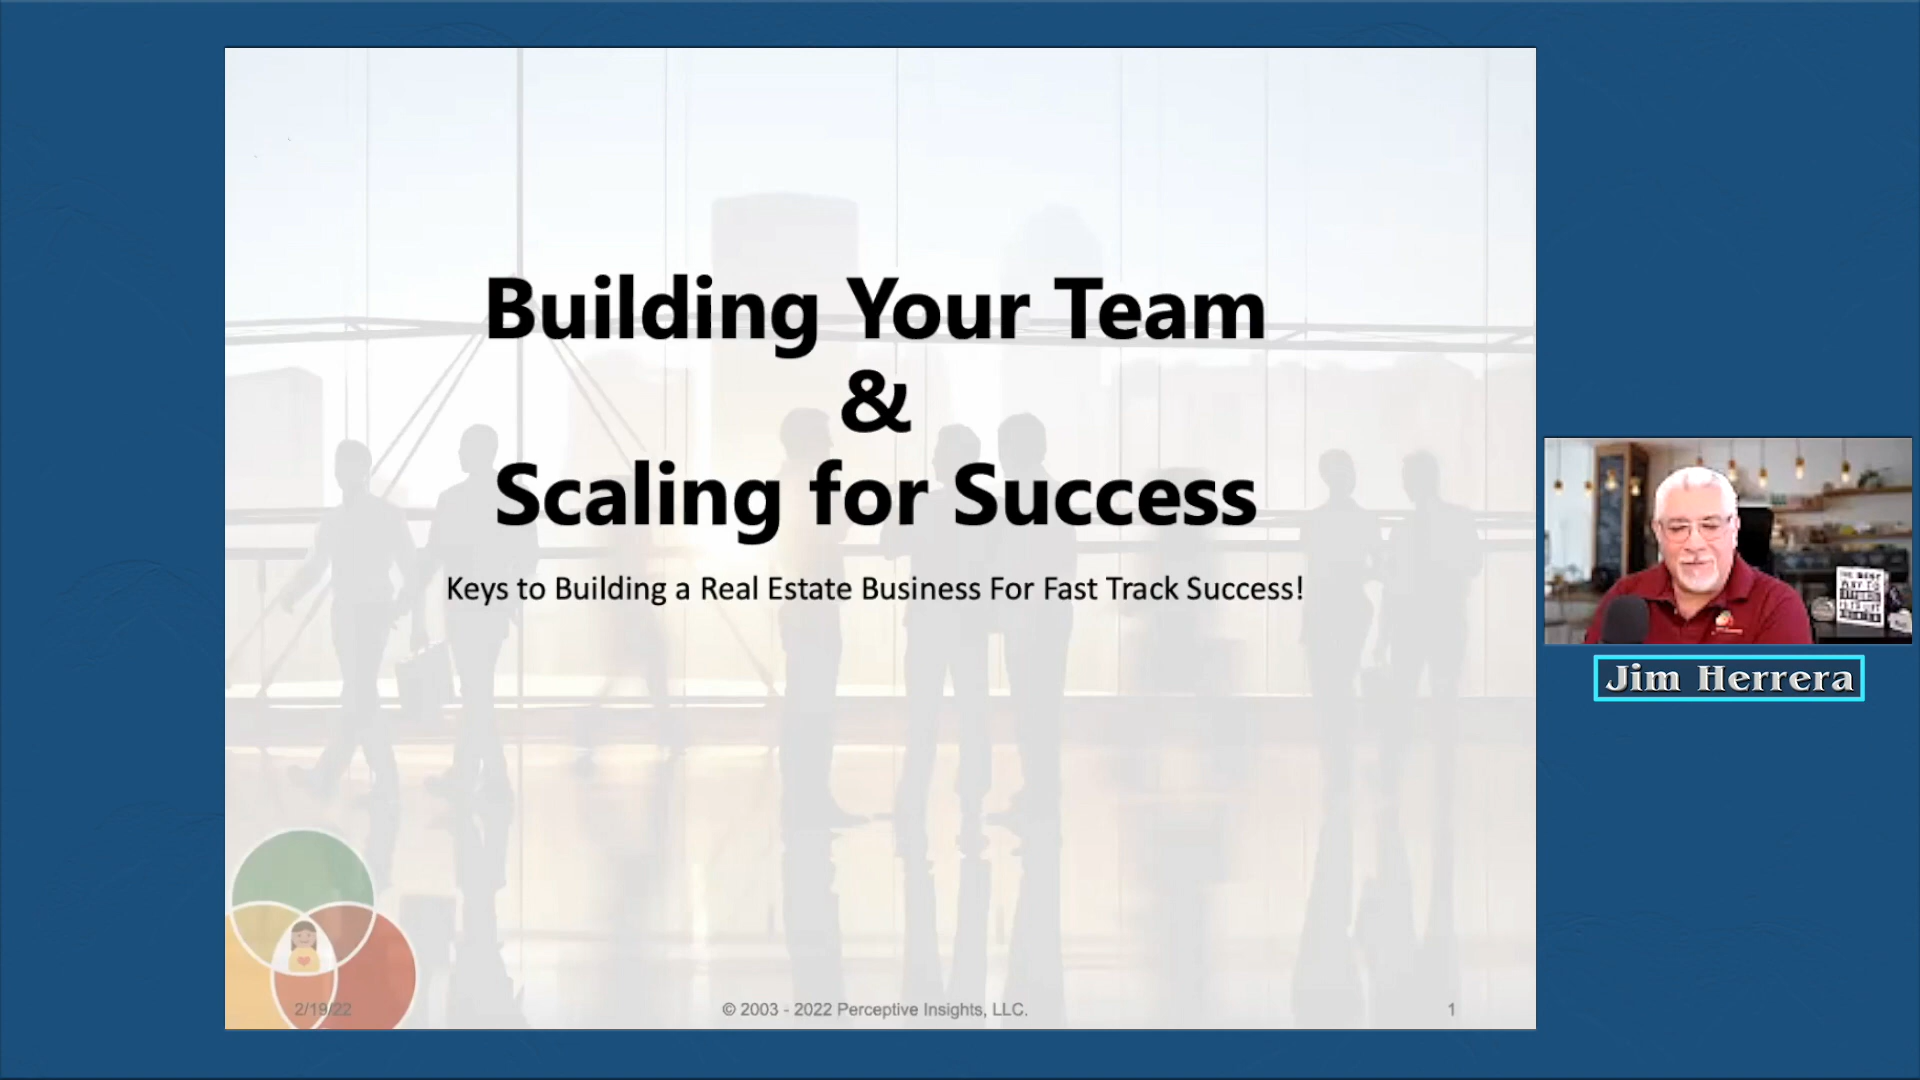 Building Your Team
&
Scaling for Success
Keys to Building a Real Estate Business For Fast Track Success!
Jim Herrera
2/19/22
© 2003 - 2022 Perceptive Insights, LLC.
1